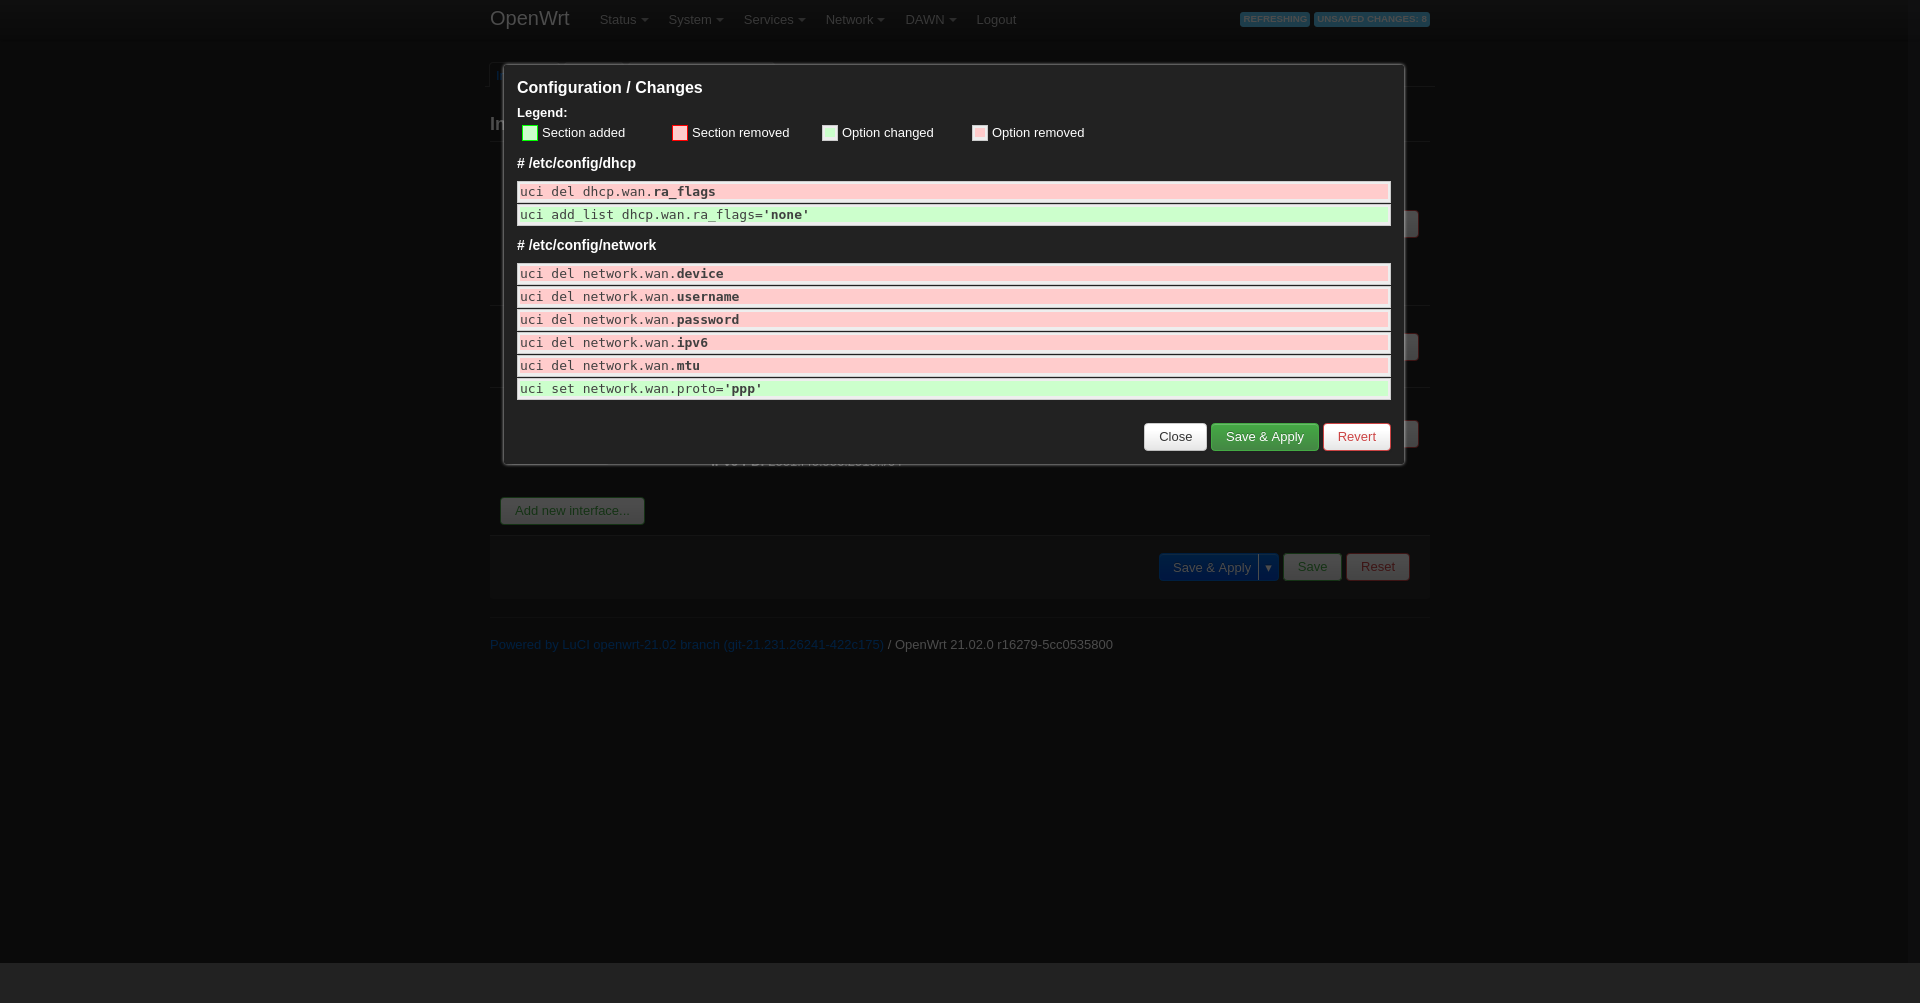 OpenWrt Status System Services Network DAWN Logout REFRESHING UNSAVED CHANGES: 8
Configuration / Changes
Legend:
Section added Section removed Option changed Option removed
# /etc/config/dhcp
uci del dhcp.wan.ra_flags
uci add_list dhcp.wan.ra_flags='none'
# /etc/config/network
uci del network.wan.device
uci del network.wan.username
uci del network.wan.password
uci del network.wan.ipv6
uci del network.wan.mtu
uci set network.wan.proto='ppp'
Close Save & Apply Revert
Add new interface...
Save & Apply ▼ Save Reset
Powered by LuCI openwrt-21.02 branch (git-21.231.26241-422c175) / OpenWrt 21.02.0 r16279-5cc0535800